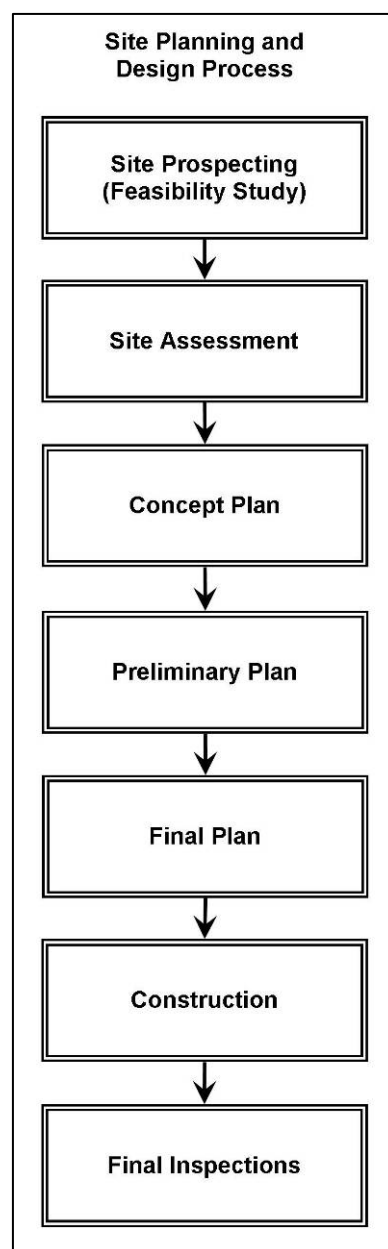 Site Planning and
Design Process
Site Prospecting
(Feasibility Study)
Site Assessment
Concept Plan
Preliminary Plan
Final Plan
Construction
Final Inspections